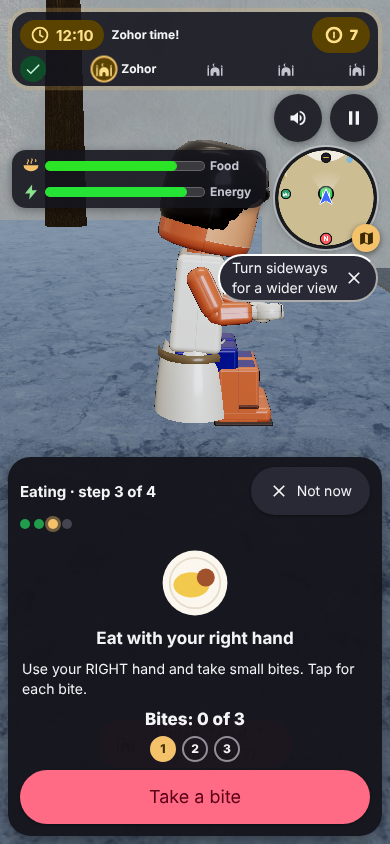 12:10
Zohor time!
7
Zohor
Food
Energy
N
Turn sideways
for a wider view
Eating · step 3 of 4
Not now
Eat with your right hand
Use your RIGHT hand and take small bites. Tap for
each bite.
Bites: 0 of 3
1 2 3
Take a bite